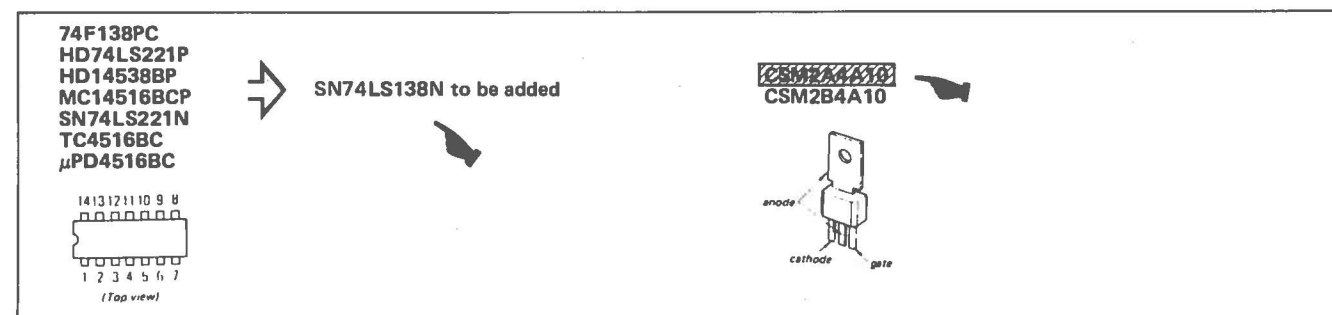 74F138PC
HD74LS221P
HD14538BP
MC14516BCP
SN74LS221N
TC4516BC
μPD4516BC
SN74LS138N to be added
14 13 12 11 10 9 8
1 2 3 4 5 6 7
(Top view)
CSM2A4A10
CSM2B4A10
anode
cathode
gate